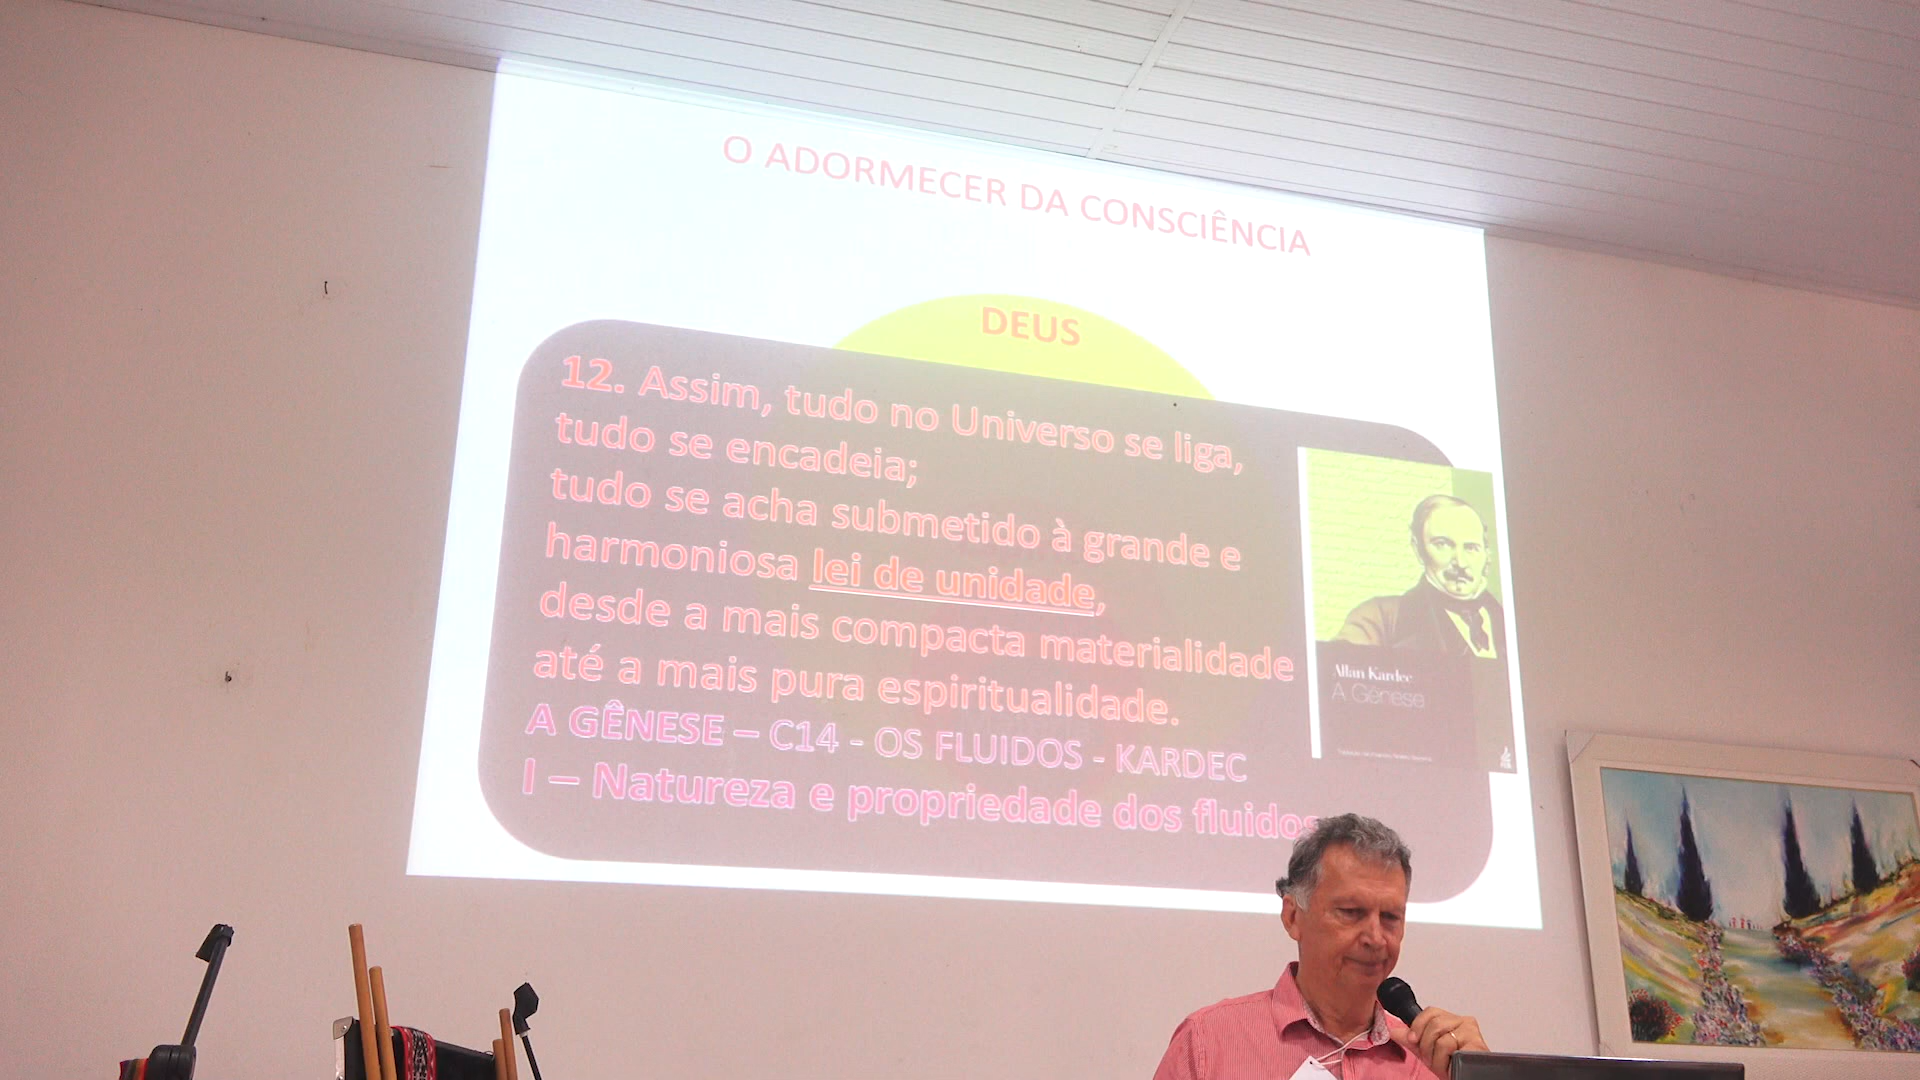 O ADORMECER DA CONSCIÊNCIA
DEUS
12. Assim, tudo no Universo se liga,
tudo se encadeia;
tudo se acha submetido à grande e
harmoniosa lei de unidade,
desde a mais compacta materialidade
até a mais pura espiritualidade.
A GÊNESE – C14 - OS FLUIDOS - KARDEC
I – Natureza e propriedade dos fluidos
Allan Kardec
A Gênese